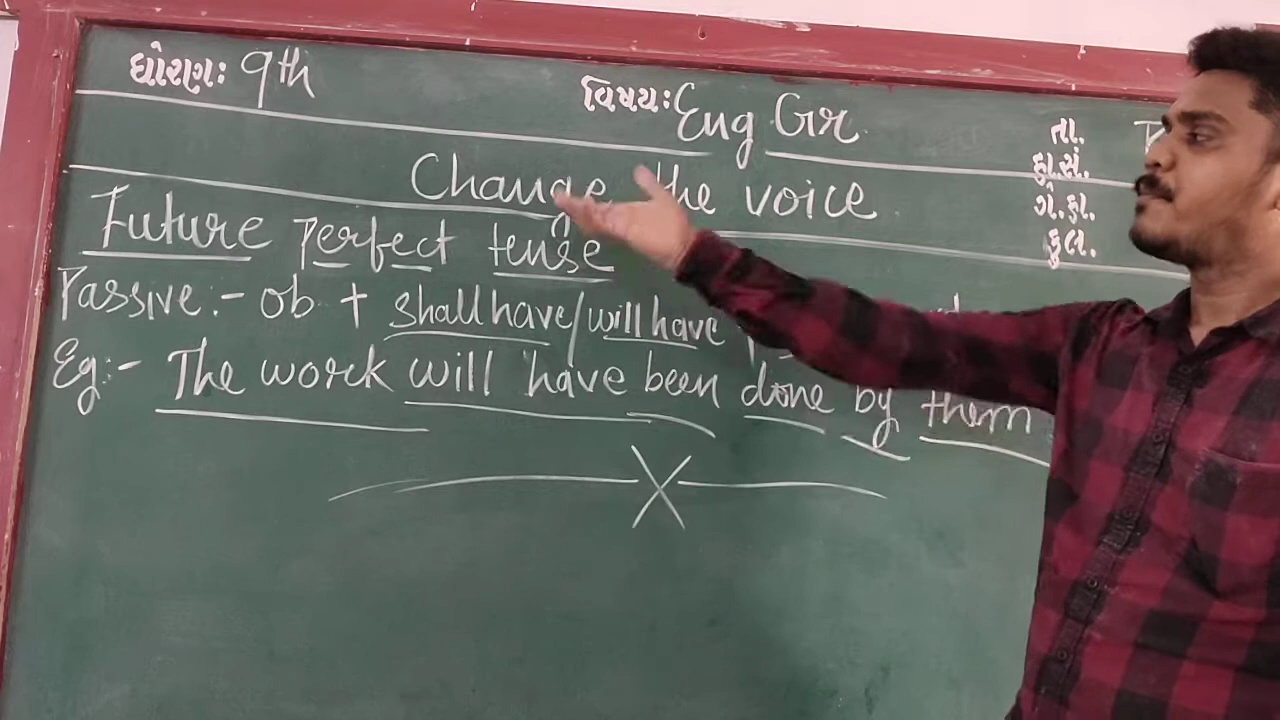 ધોરણ: 9th
વિષય: Eng Gr.
તા.
હા.સં.
ગે.હા.
કુલ.
Change the voice.
Future perfect tense
Passive:- ob + shall have/will have
Eg:- The work will have been done by them